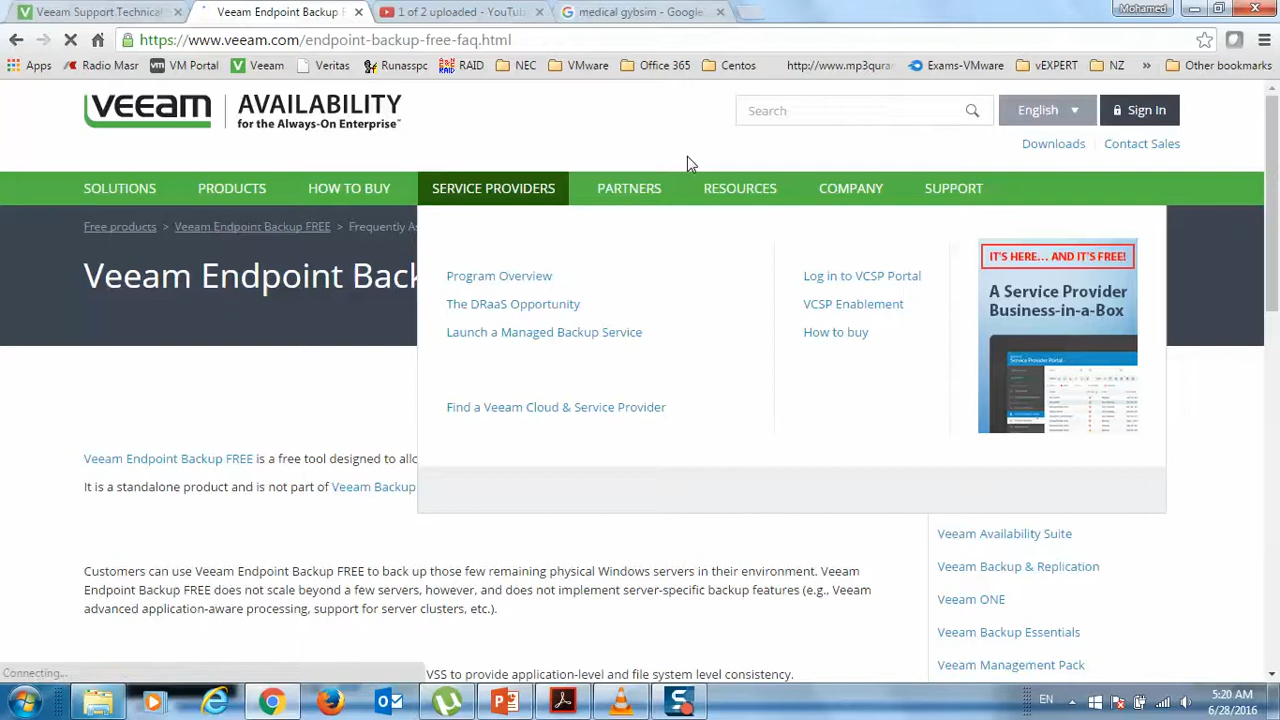 Veeam Support Technical
Veeam Endpoint Backup F
1 of 2 uploaded - YouTube
medical gybsim - Google
Mohamed
https://www.veeam.com/endpoint-backup-free-faq.html
Apps
Radio Masr
VM Portal
Veeam
Veritas
Runasspc
RAID
NEC
VMware
Office 365
Centos
http://www.mp3qura
Exams-VMware
vEXPERT
NZ
»
Other bookmarks
veeam
AVAILABILITY
for the Always-On Enterprise™
Search
English
Sign In
Downloads
Contact Sales
SOLUTIONS
PRODUCTS
HOW TO BUY
SERVICE PROVIDERS
PARTNERS
RESOURCES
COMPANY
SUPPORT
Free products > Veeam Endpoint Backup FREE > Frequently As
Veeam Endpoint Back
Program Overview
The DRaaS Opportunity
Launch a Managed Backup Service
Find a Veeam Cloud & Service Provider
Log in to VCSP Portal
VCSP Enablement
How to buy
IT'S HERE... AND IT'S FREE!
A Service Provider
Business-in-a-Box
Service Provider
Portal
Veeam Endpoint Backup FREE is a free tool designed to allo
It is a standalone product and is not part of Veeam Backup
Customers can use Veeam Endpoint Backup FREE to back up those few remaining physical Windows servers in their environment. Veeam
Endpoint Backup FREE does not scale beyond a few servers, however, and does not implement server-specific backup features (e.g., Veeam
advanced application-aware processing, support for server clusters, etc.).
VSS to provide application-level and file system level consistency.
Veeam Availability Suite
Veeam Backup & Replication
Veeam ONE
Veeam Backup Essentials
Veeam Management Pack
Connecting...
EN
5:20 AM
6/28/2016